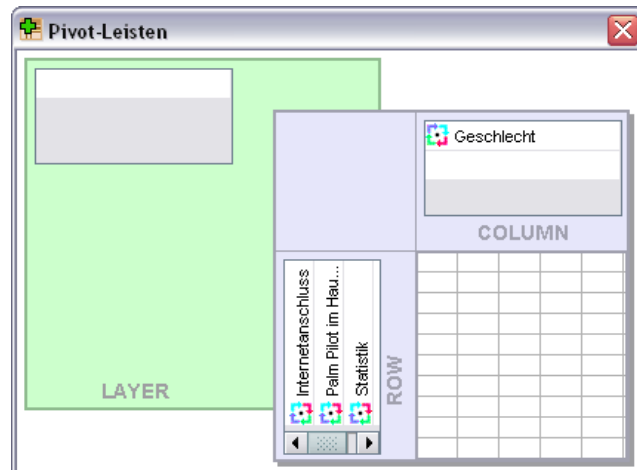 Pivot-Leisten
Geschlecht
COLUMN
Internetanschluss
Palm Pilot im Hau...
Statistik
ROW
LAYER